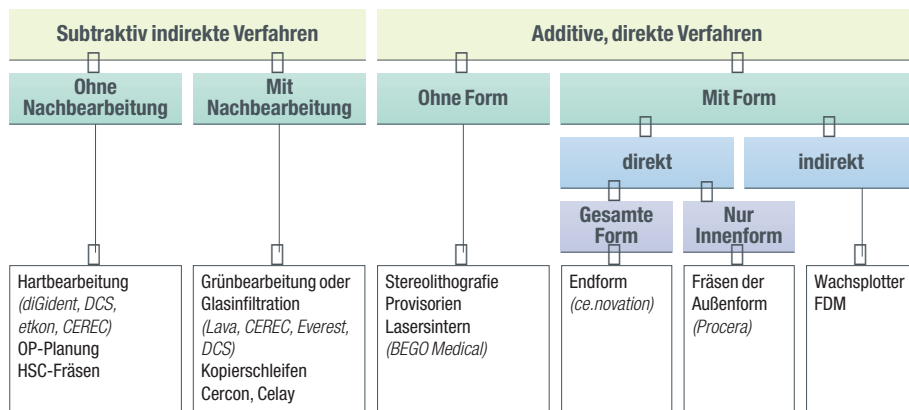 Subtraktiv indirekte Verfahren
Additive, direkte Verfahren
Ohne
Nachbearbeitung
Mit
Nachbearbeitung
Ohne Form
Mit Form
direkt
indirekt
Gesamte
Form
Nur
Innenform
Hartbearbeitung
(diGident, DCS,
etkon, CEREC)
OP-Planung
HSC-Fräsen
Grünbearbeitung oder
Glasinfiltration
(Lava, CEREC, Everest,
DCS)
Kopierschleifen
Cercon, Celay
Stereolithografie
Provisorien
Lasersintern
(BEGO Medical)
Endform
(ce.novation)
Fräsen der
Außenform
(Procera)
Wachsplotter
FDM